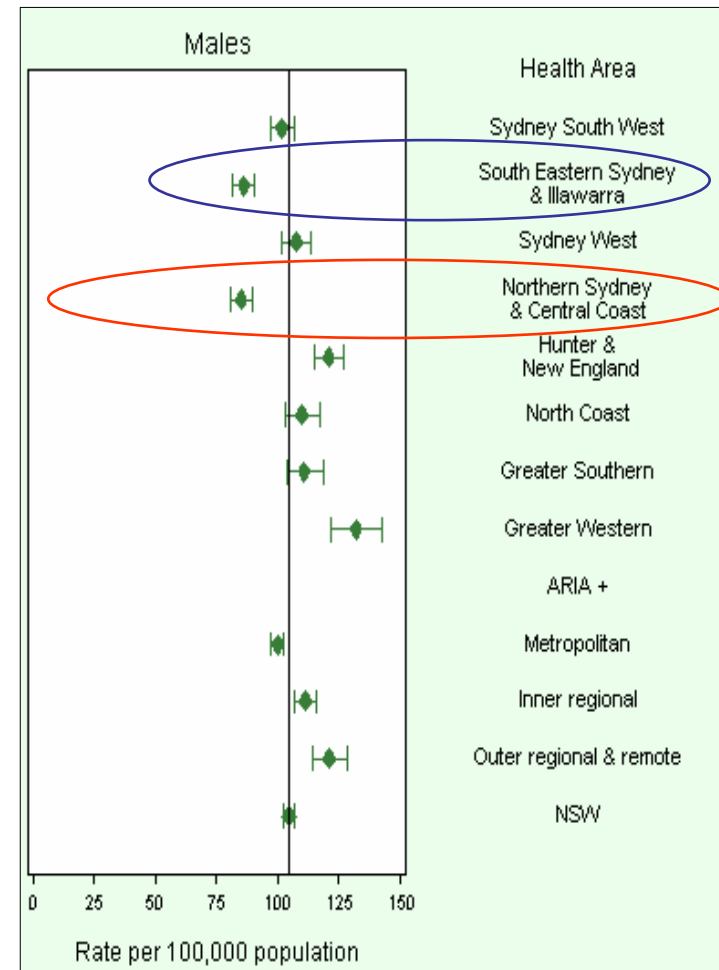 Males
Health Area
Sydney South West
South Eastern Sydney
& Illawarra
Sydney West
Northern Sydney
& Central Coast
Hunter &
New England
North Coast
Greater Southern
Greater Western
ARIA +
Metropolitan
Inner regional
Outer regional & remote
NSW
0 25 50 75 100 125 150
Rate per 100,000 population